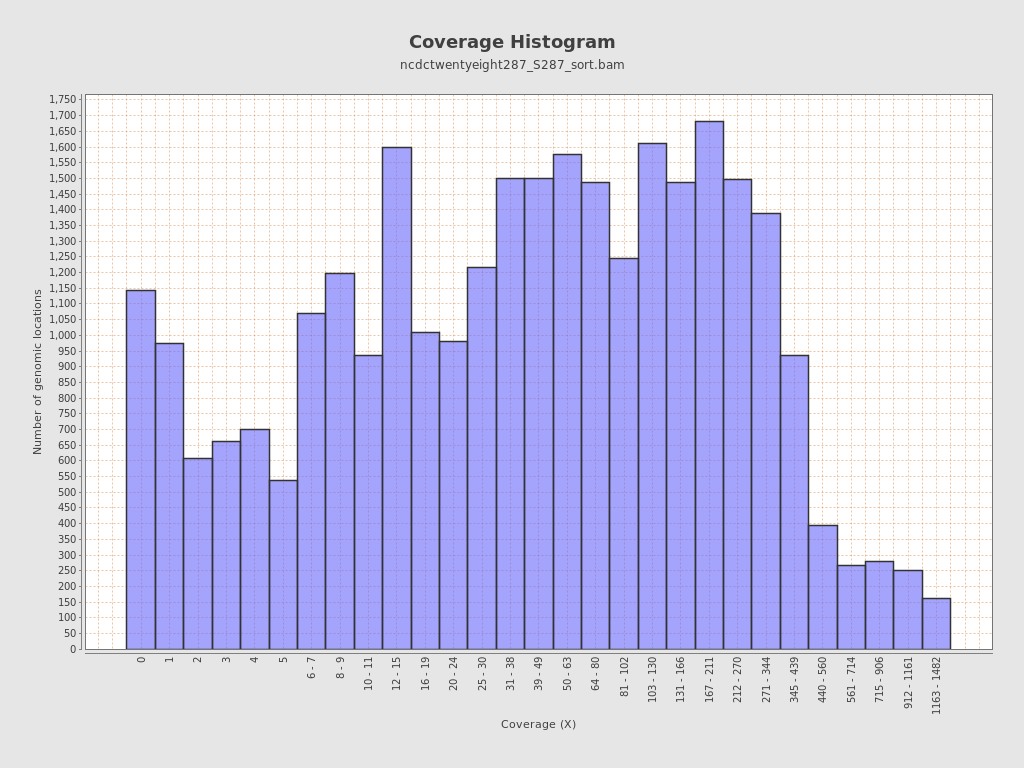 Coverage Histogram
ncdctwentyeight287_S287_sort.bam
Number of genomic locations
1,750
1,700
1,650
1,600
1,550
1,500
1,450
1,400
1,350
1,300
1,250
1,200
1,150
1,100
1,050
1,000
950
900
850
800
750
700
650
600
550
500
450
400
350
300
250
200
150
100
50
0
0
1
2
3
4
5
6 - 7
8 - 9
10 - 11
12 - 15
16 - 19
20 - 24
25 - 30
31 - 38
39 - 49
50 - 63
64 - 80
81 - 102
103 - 130
131 - 166
167 - 211
212 - 270
271 - 344
345 - 439
440 - 560
561 - 714
715 - 906
912 - 1161
1163 - 1482
Coverage (X)